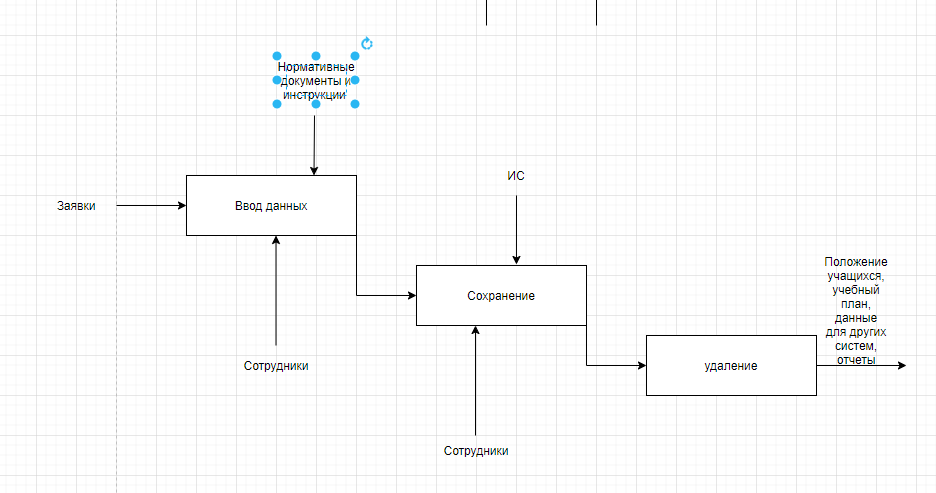 Нормативные
документы и
инструкции
Заявки
Ввод данных
ИС
Сохранение
Сотрудники
Положение
учащихся,
учебный
план,
данные
для других
систем,
отчеты
удаление
Сотрудники